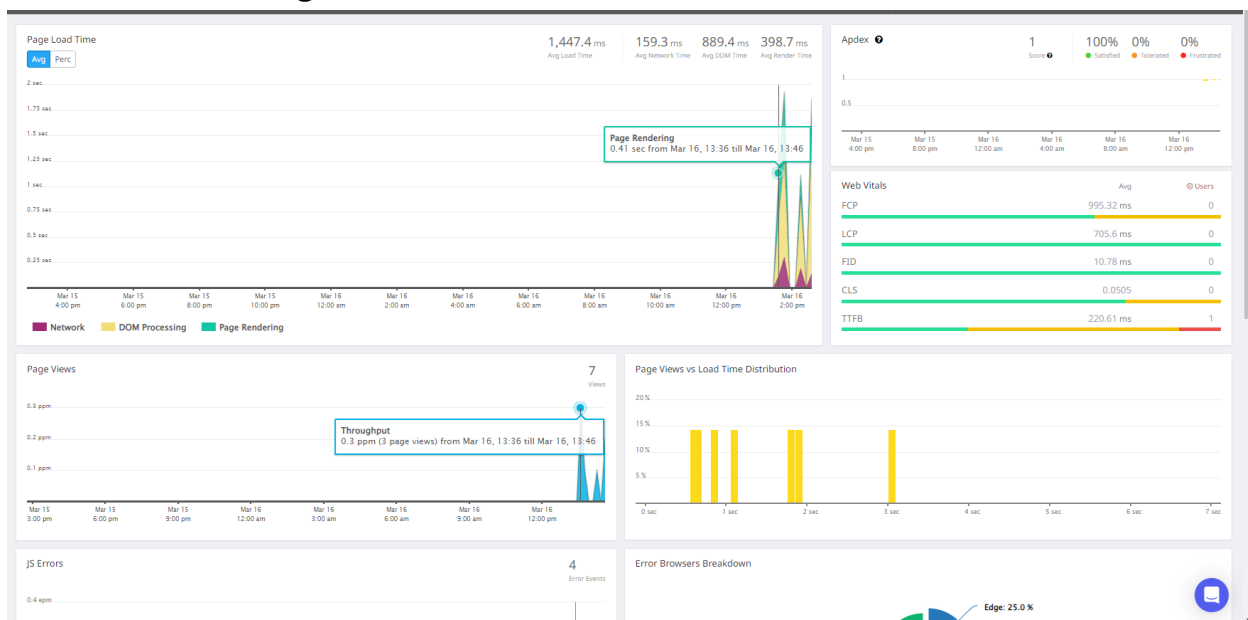 Page Load Time
Avg Perc
1,447.4 ms
Avg Load Time
159.3 ms
Avg Network Time
889.4 ms
Avg DOM Time
398.7 ms
Avg Render Time
2 sec
1.75 sec
1.5 sec
1.25 sec
1 sec
0.75 sec
0.5 sec
0.25 sec
Page Rendering
0.41 sec from Mar 16, 13:36 till Mar 16, 13:46
Mar 15 4:00 pm
Mar 15 6:00 pm
Mar 15 8:00 pm
Mar 15 10:00 pm
Mar 16 12:00 am
Mar 16 2:00 am
Mar 16 4:00 am
Mar 16 6:00 am
Mar 16 8:00 am
Mar 16 10:00 am
Mar 16 12:00 pm
Mar 16 2:00 pm
Network DOM Processing Page Rendering
Apdex
1
Score
100%
Satisfied
0%
Tolerated
0%
Frustrated
1
0.5
Mar 15 4:00 pm
Mar 15 8:00 pm
Mar 16 12:00 am
Mar 16 4:00 am
Mar 16 8:00 am
Mar 16 12:00 pm
Web Vitals Avg Users
FCP 995.32 ms 0
LCP 705.6 ms 0
FID 10.78 ms 0
CLS 0.0505 0
TTFB 220.61 ms 1
Page Views
7
Views
0.3 ppm
0.2 ppm
0.1 ppm
Throughput
0.3 ppm (3 page views) from Mar 16, 13:36 till Mar 16, 13:46
Mar 15 3:00 pm
Mar 15 6:00 pm
Mar 15 9:00 pm
Mar 16 12:00 am
Mar 16 3:00 am
Mar 16 6:00 am
Mar 16 9:00 am
Mar 16 12:00 pm
Page Views vs Load Time Distribution
20 %
15 %
10 %
5 %
0 sec 1 sec 2 sec 3 sec 4 sec 5 sec 6 sec 7 sec
JS Errors
4
Error Events
0.4 epm
Error Browsers Breakdown
Edge: 25.0 %